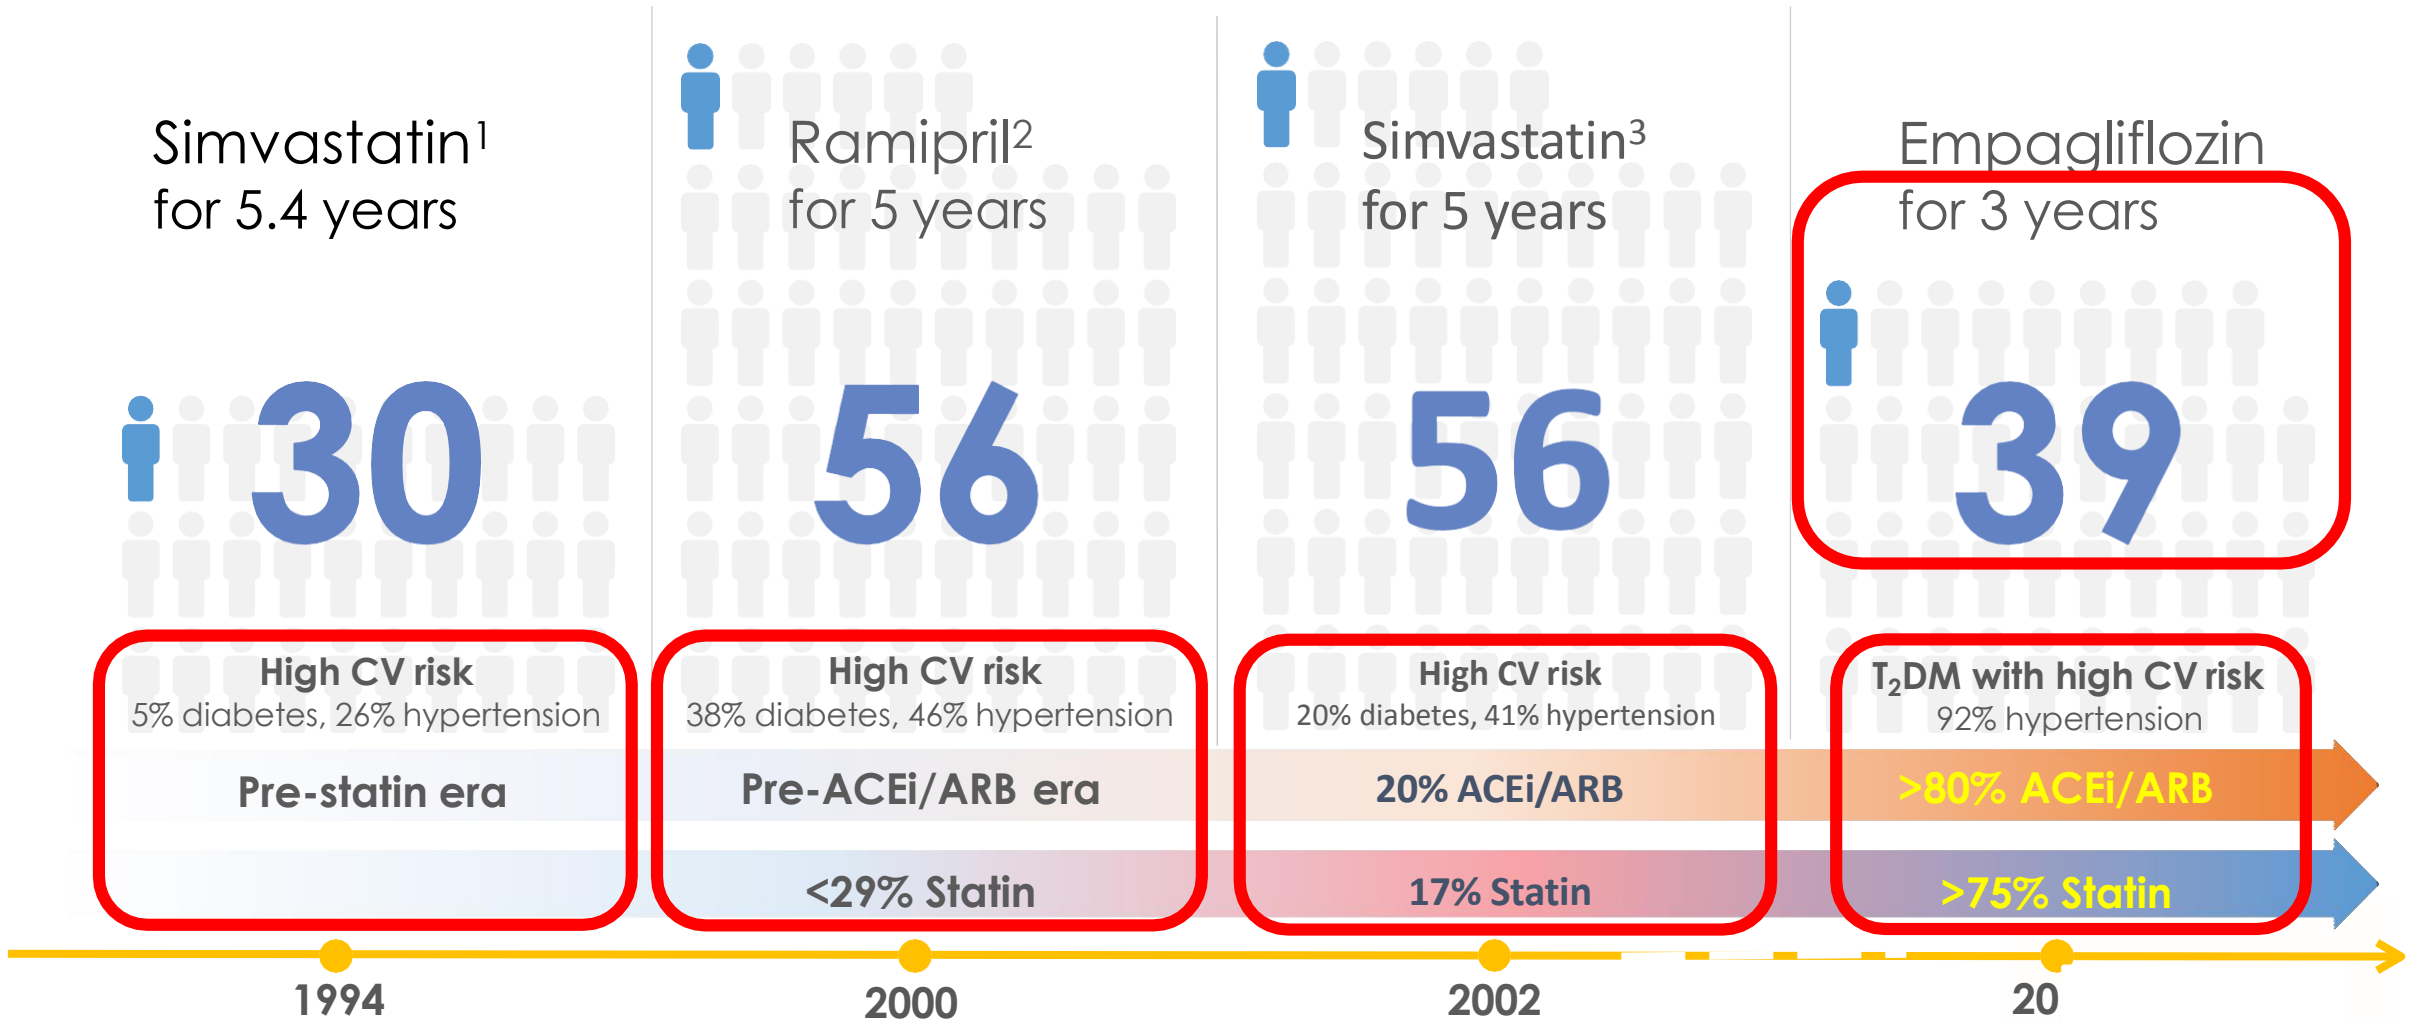 Simvastatin¹
for 5.4 years
30
High CV risk
5% diabetes, 26% hypertension
Pre-statin era
1994
Ramipril²
for 5 years
56
High CV risk
38% diabetes, 46% hypertension
Pre-ACEi/ARB era
<29% Statin
2000
Simvastatin³
for 5 years
56
High CV risk
20% diabetes, 41% hypertension
20% ACEi/ARB
17% Statin
2002
Empagliflozin
for 3 years
39
T₂DM with high CV risk
92% hypertension
>80% ACEi/ARB
>75% Statin
20